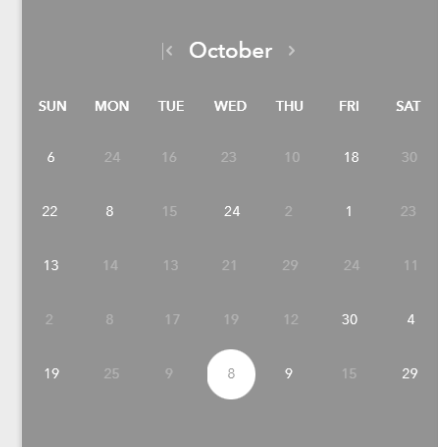 |‹ October ›
SUN MON TUE WED THU FRI SAT
6 24 16 23 10 18 30
22 8 15 24 2 1 23
13 14 13 21 29 24 11
2 8 17 19 12 30 4
19 25 9 8 9 15 29